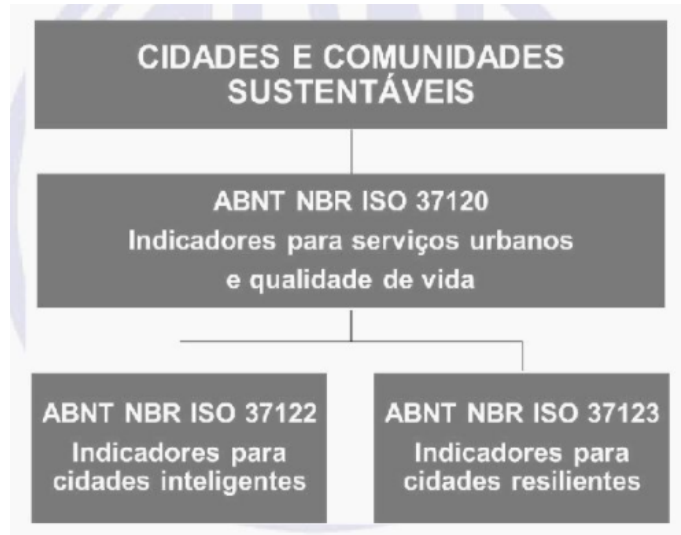 CIDADES E COMUNIDADES
SUSTENTÁVEIS
ABNT NBR ISO 37120
Indicadores para serviços urbanos
e qualidade de vida
ABNT NBR ISO 37122
Indicadores para
cidades inteligentes
ABNT NBR ISO 37123
Indicadores para
cidades resilientes